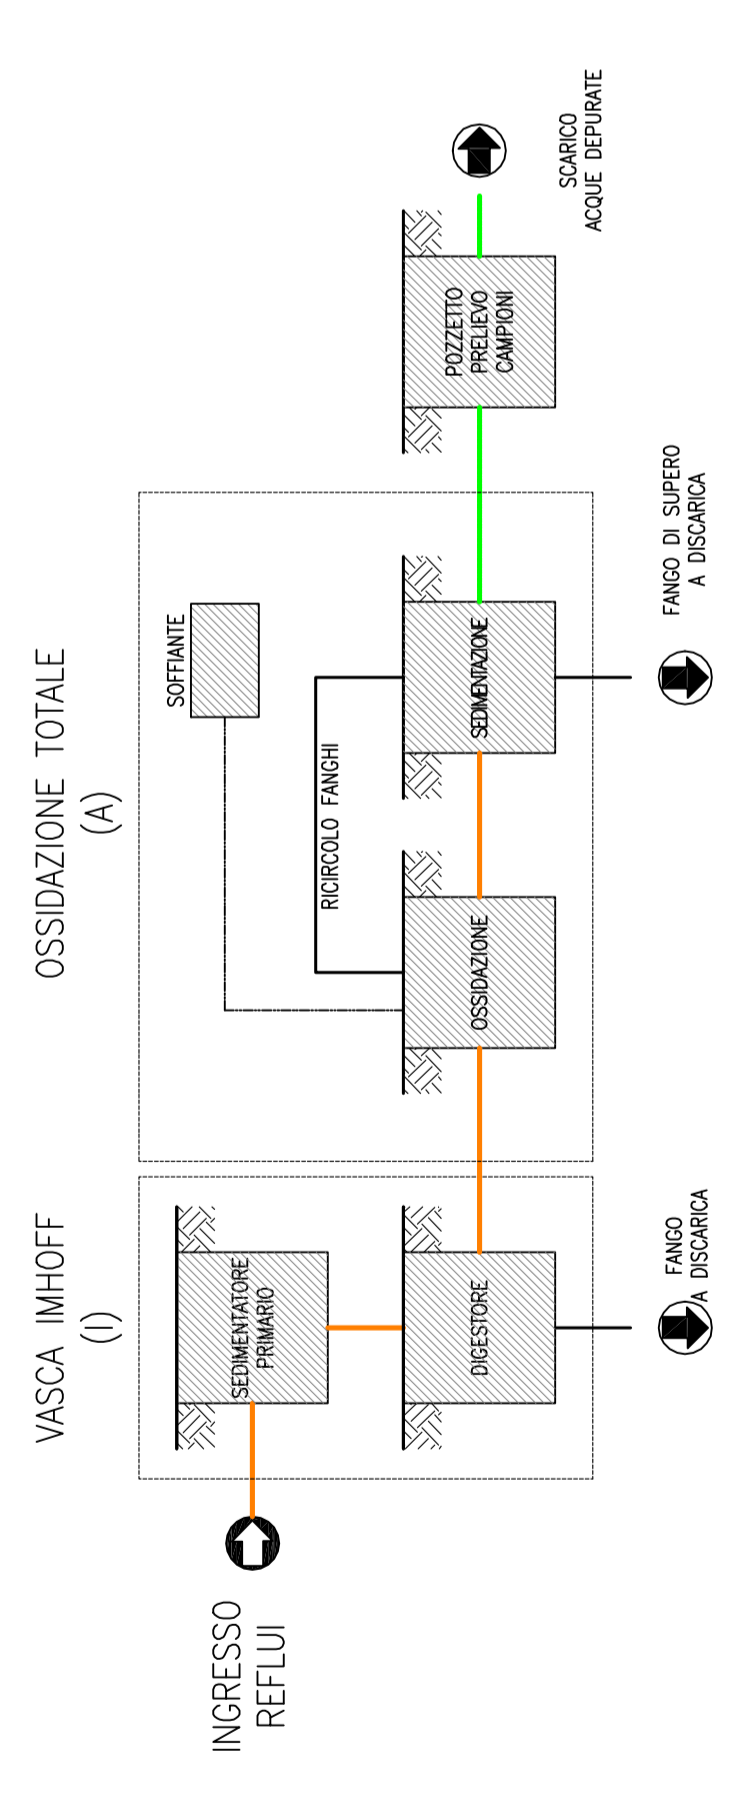 VASCA IMHOFF
(I)
OSSIDAZIONE TOTALE
(A)
INGRESSO
REFLUI
SEDIMENTATORE
PRIMARIO
DIGESTORE
FANGO
A DISCARICA
SOFFIANTE
RICIRCOLO FANGHI
OSSIDAZIONE
SEDIMENTAZIONE
FANGO DI SUPERO
A DISCARICA
POZZETTO
PRELIEVO
CAMPIONI
SCARICO
ACQUE DEPURATE